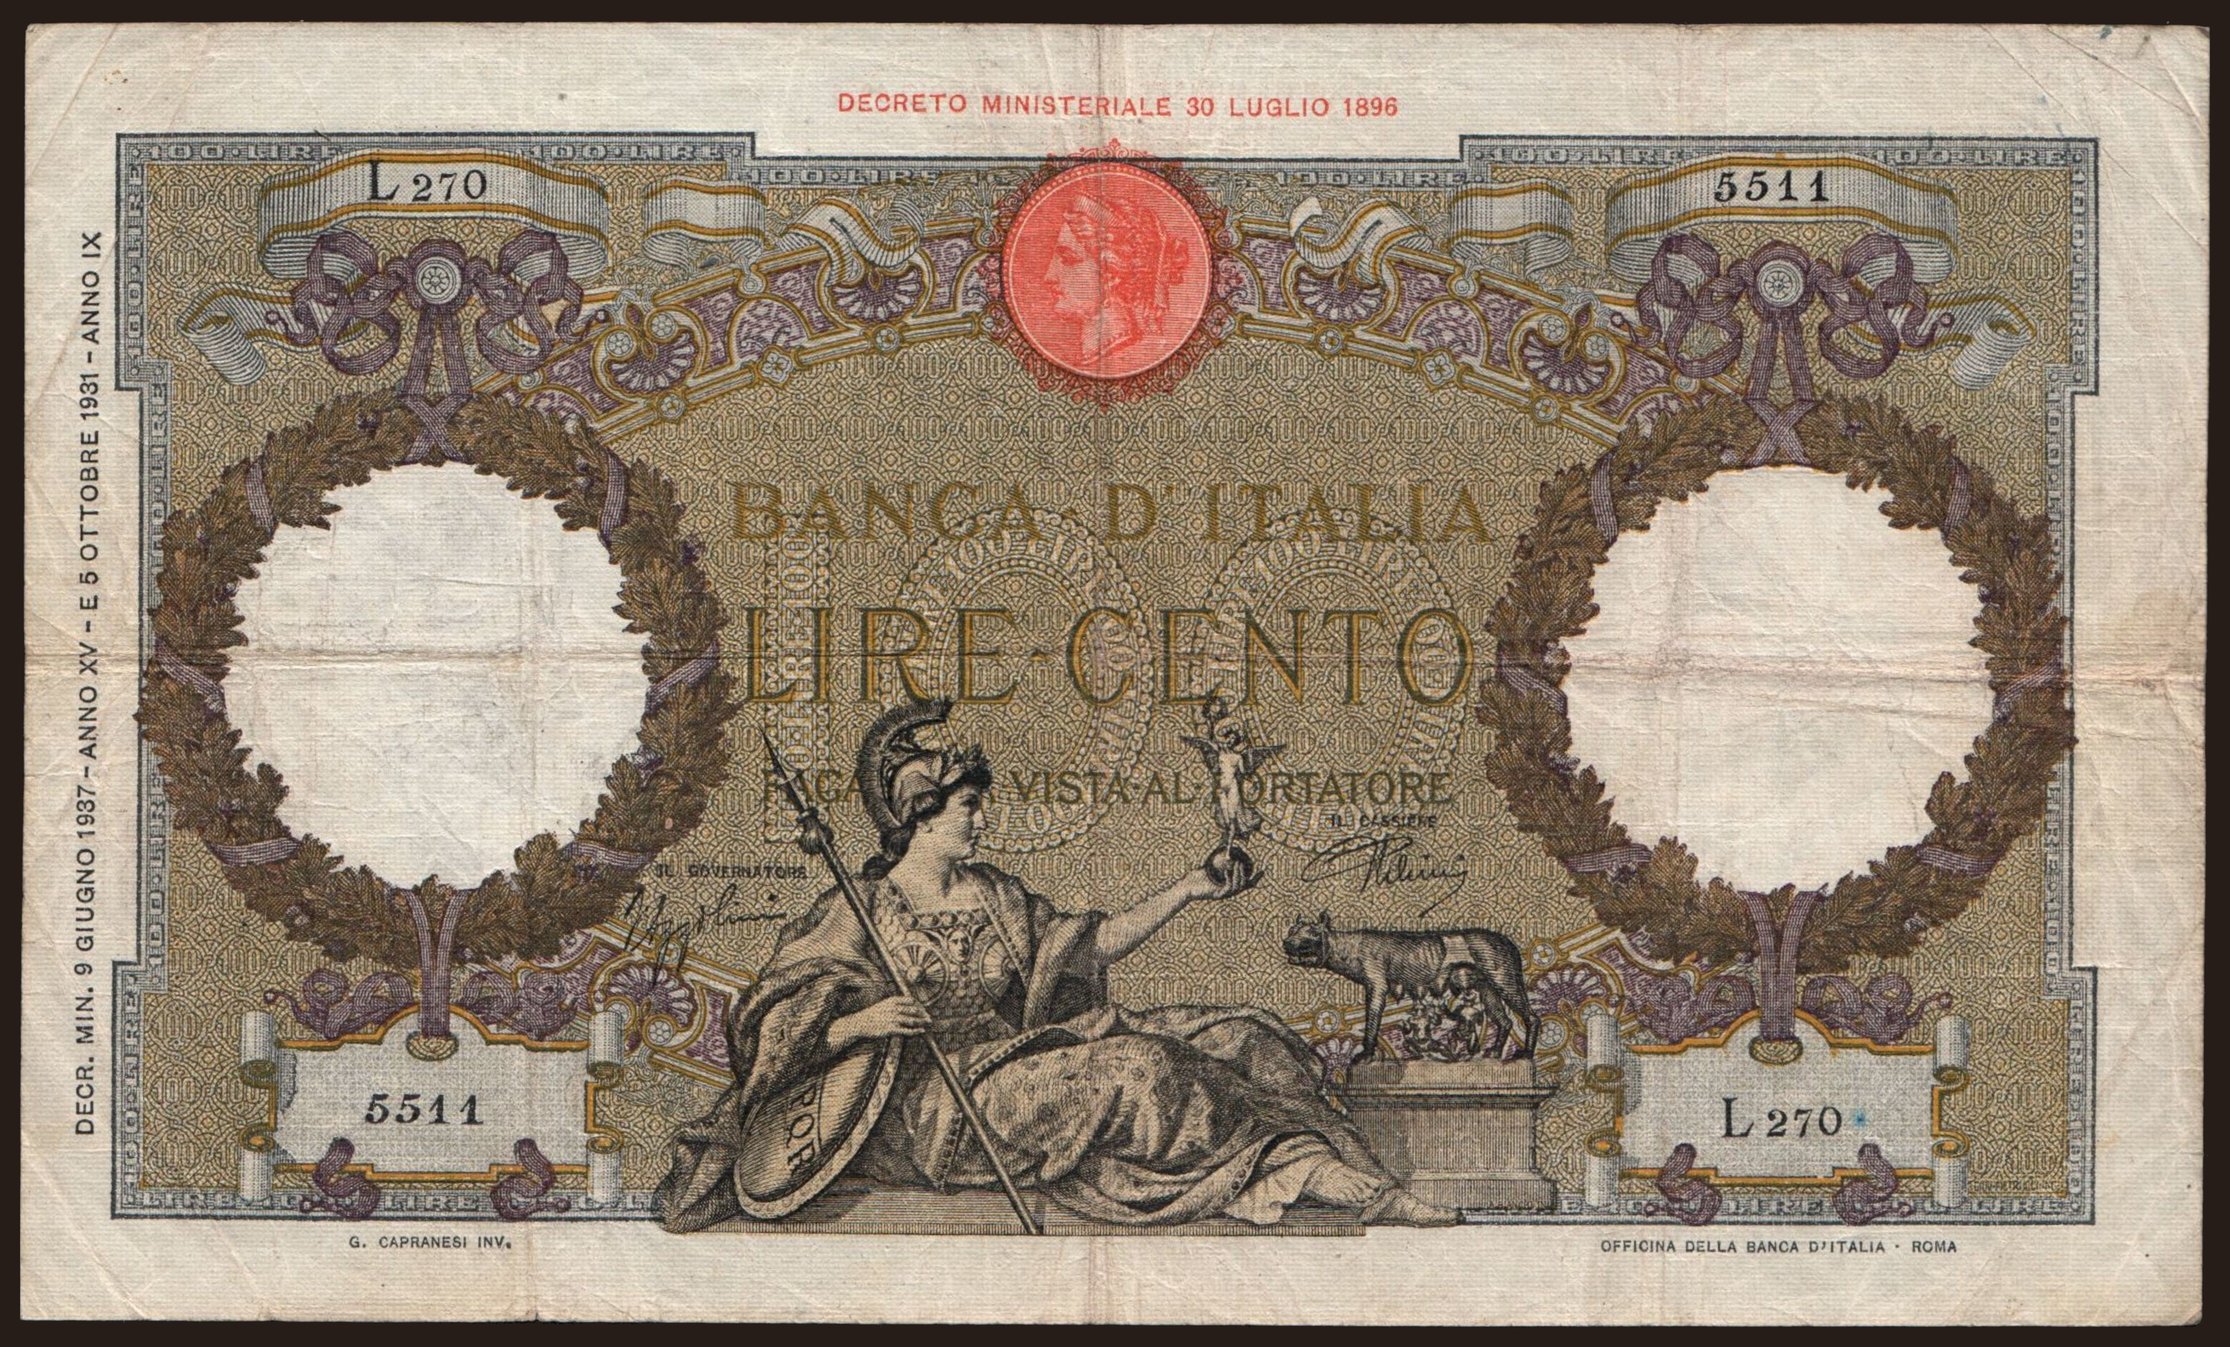 DECRETO MINISTERIALE 30 LUGLIO 1896
L 270
5511
DECR. MIN. 9 GIUGNO 1937 - ANNO XV - E 5 OTTOBRE 1931 - ANNO IX
BANCA · D'ITALIA
LIRE · CENTO
VISTA · AL · PORTATORE
IL CASSIERE
IL GOVERNATORE
ROR
5511
L 270
G. CAPRANESI INV.
OFFICINA DELLA BANCA D'ITALIA · ROMA